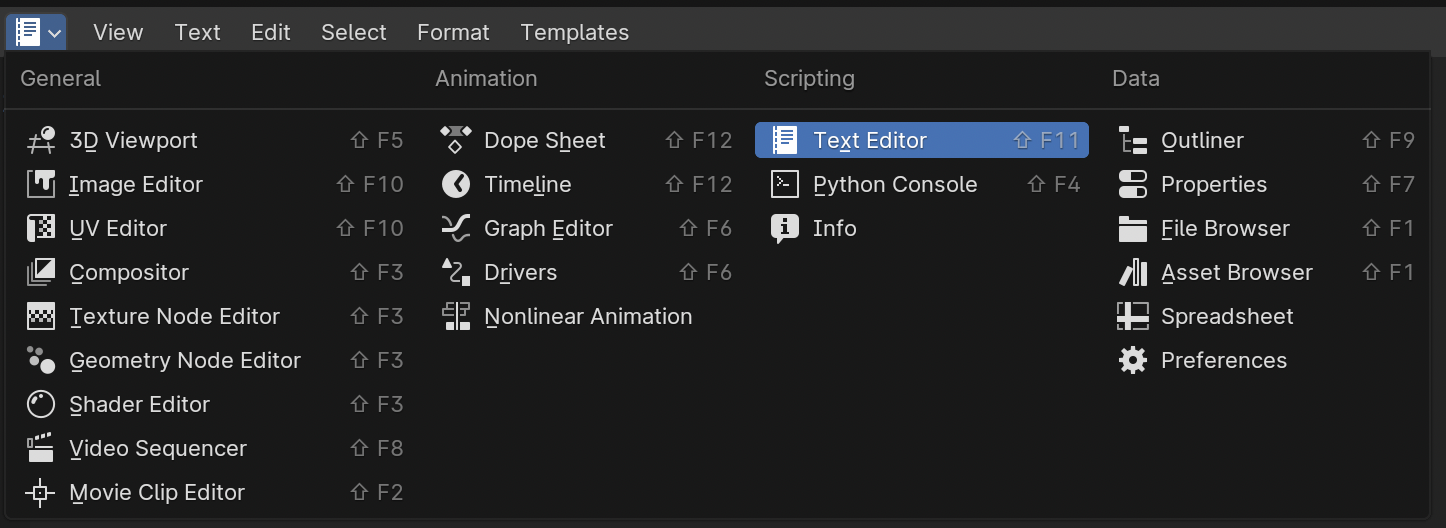 View Text Edit Select Format Templates
General
3D Viewport ⇧ F5
Image Editor ⇧ F10
UV Editor ⇧ F10
Compositor ⇧ F3
Texture Node Editor ⇧ F3
Geometry Node Editor ⇧ F3
Shader Editor ⇧ F3
Video Sequencer ⇧ F8
Movie Clip Editor ⇧ F2
Animation
Dope Sheet ⇧ F12
Timeline ⇧ F12
Graph Editor ⇧ F6
Drivers ⇧ F6
Nonlinear Animation
Scripting
Text Editor ⇧ F11
Python Console ⇧ F4
Info
Data
Outliner ⇧ F9
Properties ⇧ F7
File Browser ⇧ F1
Asset Browser ⇧ F1
Spreadsheet
Preferences